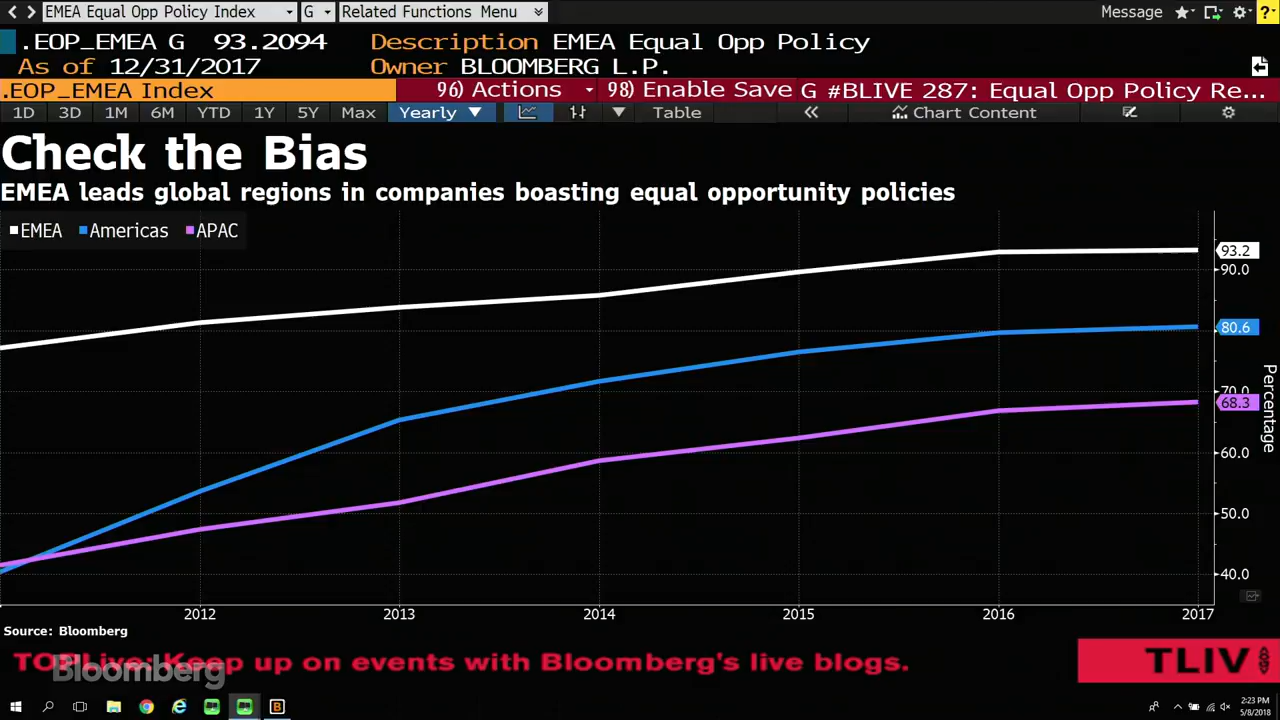 EMEA Equal Opp Policy Index G Related Functions Menu Message ?
.EOP_EMEA G 93.2094 Description EMEA Equal Opp Policy
As of 12/31/2017 Owner BLOOMBERG L.P.
.EOP_EMEA Index 96) Actions 98) Enable Save G #BLIVE 287: Equal Opp Policy Re...
1D 3D 1M 6M YTD 1Y 5Y Max Yearly Table Chart Content
Check the Bias
EMEA leads global regions in companies boasting equal opportunity policies
EMEA Americas APAC
93.2
90.0
80.6
70.0
68.3
Percentage
60.0
50.0
40.0
2012 2013 2014 2015 2016 2017
Source: Bloomberg
Live: Keep up on events with Bloomberg's live blogs. TLIV
Bloomberg
2:23 PM
5/8/2018